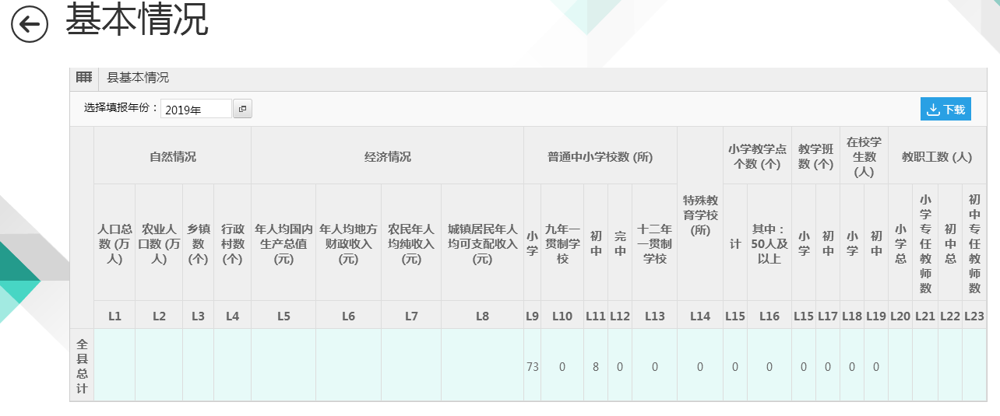 基本情况
县基本情况
选择填报年份：2019年
下载
自然情况
经济情况
普通中小学校数 (所)
特殊教
育学校
(所)
小学教学点
个数 (个)
教学班
数 (个)
在校学
生数
(人)
教职工数 (人)
人口总
数 (万
人)
农业人
口数 (万
人)
乡镇
数
(个)
行政
村数
(个)
年人均国内
生产总值
(元)
年人均地方
财政收入
(元)
农民年人
均纯收入
(元)
城镇居民年人
均可支配收入
(元)
小
学
九年一
贯制学
校
初
中
完
中
十二年
一贯制
学校
计
其中：
50人及
以上
小
学
初
中
小
学
初
中
小
学
总
小
学
专
任
教
师
数
初
中
总
初
中
专
任
教
师
数
L1 L2 L3 L4 L5 L6 L7 L8 L9 L10 L11 L12 L13 L14 L15 L16 L15 L17 L18 L19 L20 L21 L22 L23
全
县
总
计
73 0 8 0 0 0 0 0 0 0 0 0